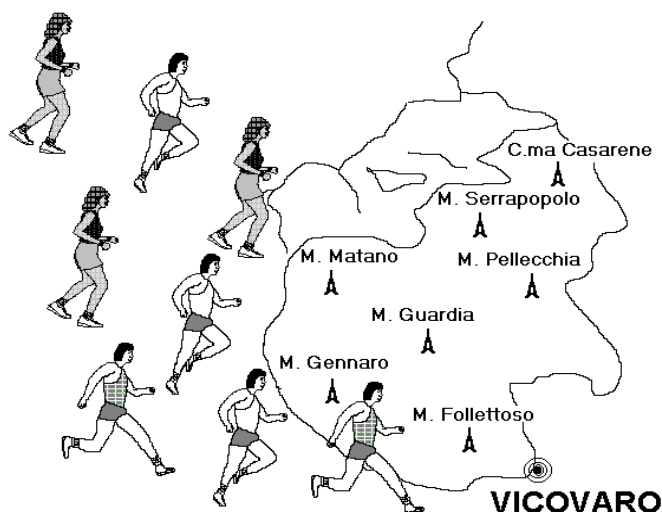 C.ma Casarene
M. Serrapopolo
M. Matano
M. Pellecchia
M. Guardia
M. Gennaro
M. Follettoso
VICOVARO